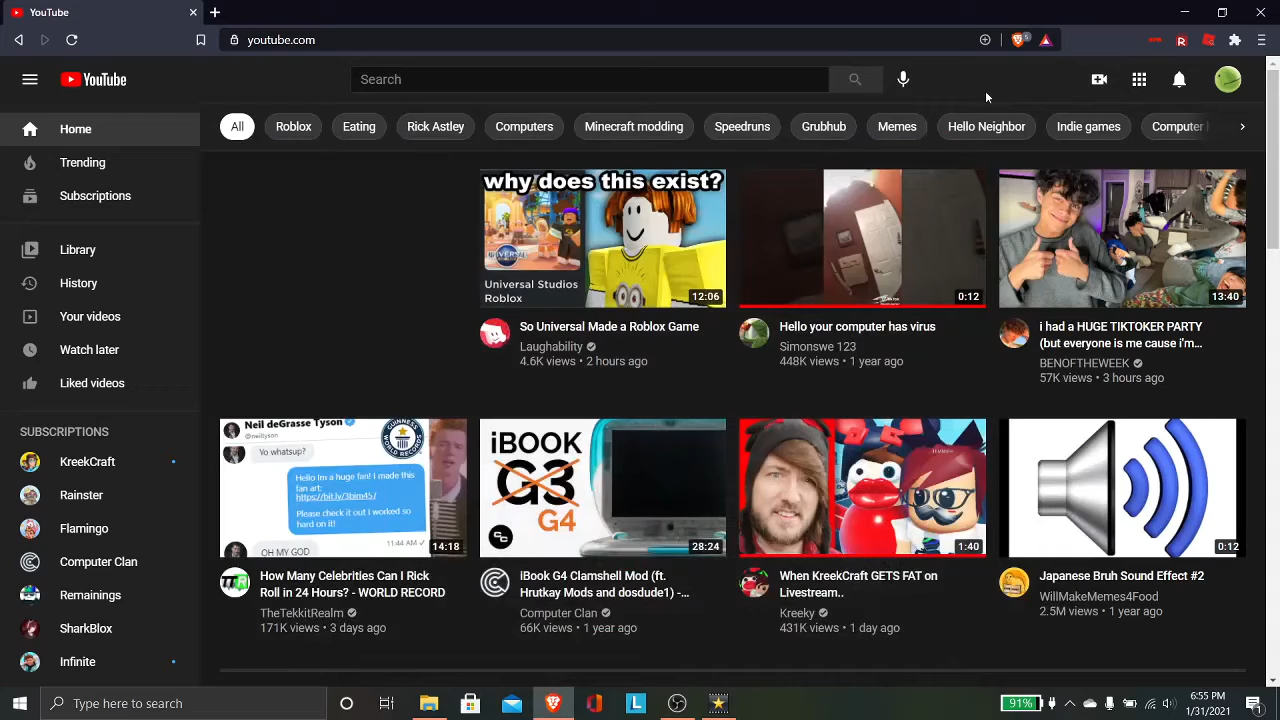 YouTube
youtube.com
5
YouTube
Search
Home
Trending
Subscriptions
Library
History
Your videos
Watch later
Liked videos
SUBSCRIPTIONS
KreekCraft
Rainster
Flamingo
Computer Clan
Remainings
SharkBlox
Infinite
All
Roblox
Eating
Rick Astley
Computers
Minecraft modding
Speedruns
Grubhub
Memes
Hello Neighbor
Indie games
Computer
why does this exist?
UNIVERSAL
Universal Studios
Roblox
12:06
So Universal Made a Roblox Game
Laughability
4.6K views • 2 hours ago
0:12
Hello your computer has virus
Simonswe 123
448K views • 1 year ago
13:40
i had a HUGE TIKTOKER PARTY
(but everyone is me cause i'm...
BENOFTHEWEEK
57K views • 3 hours ago
Neil deGrasse Tyson
@neiltyson
Yo whatsup?
Hello Im a huge fan! I made this
fan art:
https://bit.ly/3bim45/
Please check it out I worked so
hard on it!
11:44 AM
OH MY GOD
GUINNESS
WORLD RECORD
14:18
How Many Celebrities Can I Rick
Roll in 24 Hours? - WORLD RECORD
TheTekkitRealm
171K views • 3 days ago
iBOOK
G3
G4
28:24
iBook G4 Clamshell Mod (ft.
Hrutkay Mods and dosdude1) -...
Computer Clan
66K views • 1 year ago
1:40
When KreekCraft GETS FAT on
Livestream..
Kreeky
431K views • 1 day ago
0:12
Japanese Bruh Sound Effect #2
WillMakeMemes4Food
2.5M views • 1 year ago
Type here to search
L
91%
6:55 PM
1/31/2021